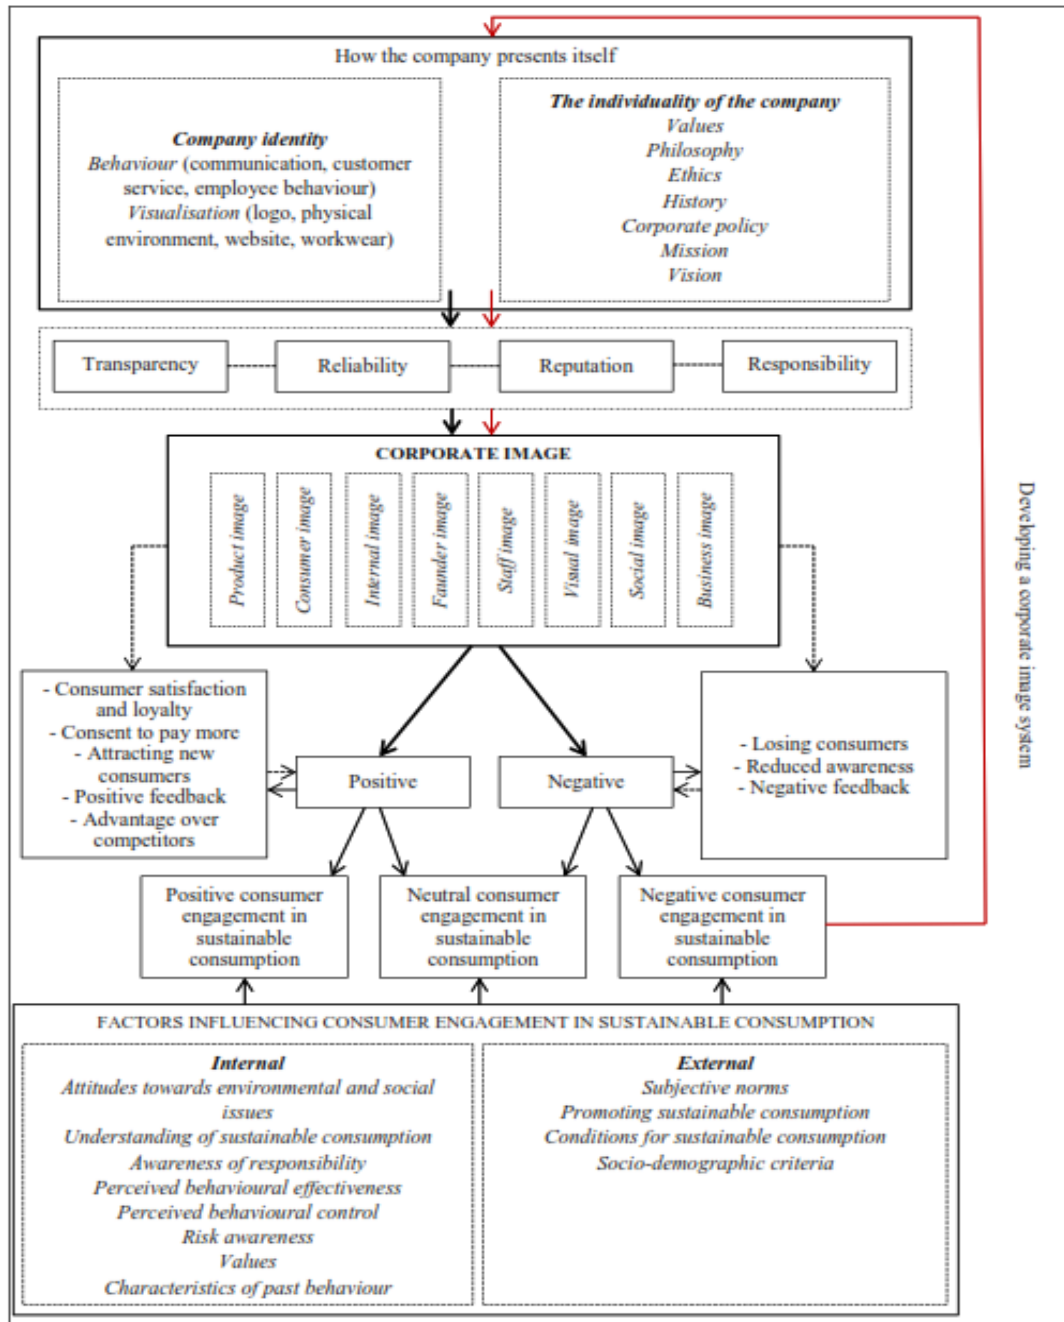 How the company presents itself
Company identity
Behaviour (communication, customer
service, employee behaviour)
Visualisation (logo, physical
environment, website, workwear)
The individuality of the company
Values
Philosophy
Ethics
History
Corporate policy
Mission
Vision
Transparency
Reliability
Reputation
Responsibility
CORPORATE IMAGE
Product image
Consumer image
Internal image
Faunder image
Staff image
Visual image
Social image
Business image
Developing a corporate image system
- Consumer satisfaction
and loyalty
- Consent to pay more
- Attracting new
consumers
- Positive feedback
- Advantage over
competitors
Positive
Negative
- Losing consumers
- Reduced awareness
- Negative feedback
Positive consumer
engagement in
sustainable
consumption
Neutral consumer
engagement in
sustainable
consumption
Negative consumer
engagement in
sustainable
consumption
FACTORS INFLUENCING CONSUMER ENGAGEMENT IN SUSTAINABLE CONSUMPTION
Internal
Attitudes towards environmental and social
issues
Understanding of sustainable consumption
Awareness of responsibility
Perceived behavioural effectiveness
Perceived behavioural control
Risk awareness
Values
Characteristics of past behaviour
External
Subjective norms
Promoting sustainable consumption
Conditions for sustainable consumption
Socio-demographic criteria